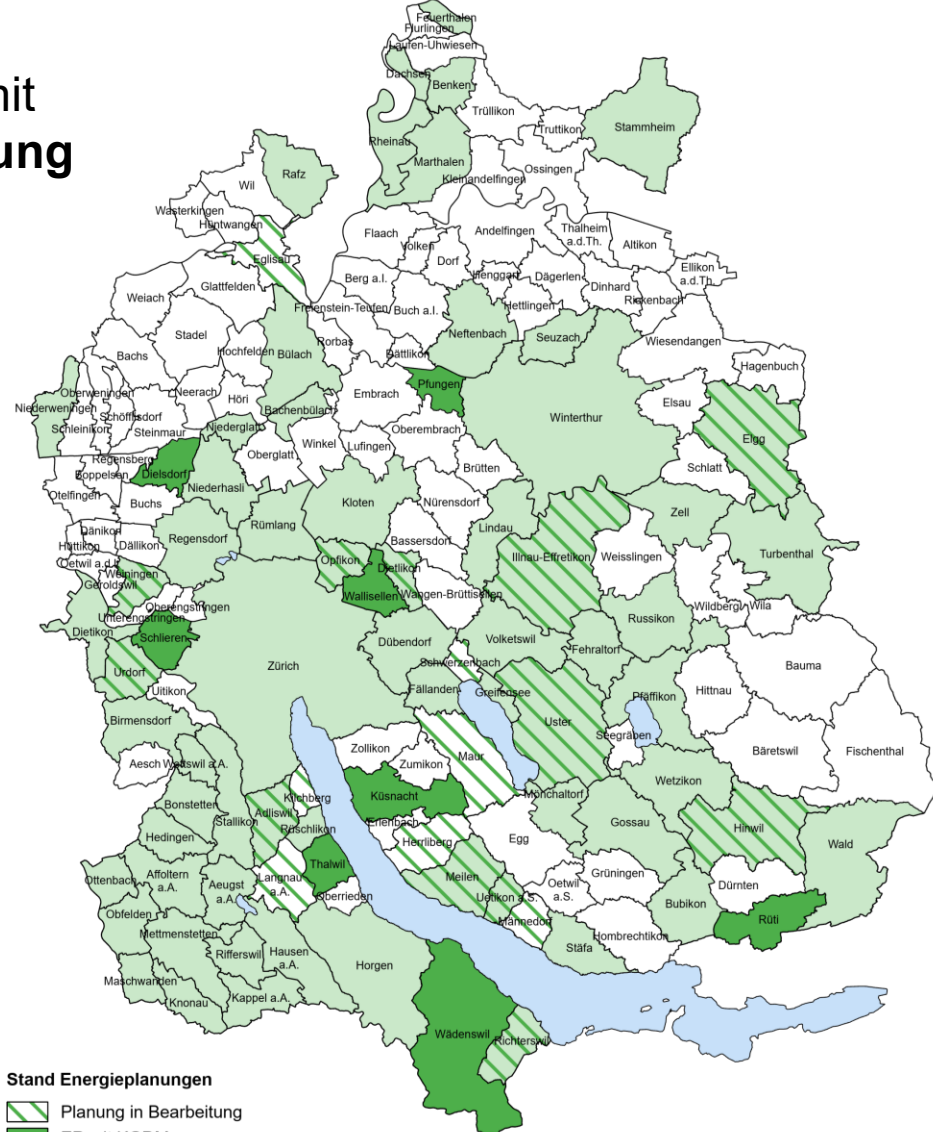 nit
ung
Feuerthalen
Flurlingen
Laufen-Uhwiesen
Dachsen
Benken
Trüllikon
Truttikon
Stammheim
Rheinau
Marthalen
Ossingen
Kleinandelfingen
Rafz
Wil
Wasterkingen
Hüntwangen
Eglisau
Flaach
Volken
Andelfingen
Thalheim
a.d.Th.
Altikon
Dorf
Berg a.I.
Henggart
Dägerlen
Dinhard
Ellikon
a.d.Th.
Rickenbach
Glattfelden
Weiach
Freienstein-Teufen
Buch a.I.
Hettlingen
Neftenbach
Seuzach
Wiesendangen
Stadel
Hochfelden
Bülach
Rorbas
Dättlikon
Bachs
Hagenbuch
Pfungen
Embrach
Elsau
Winterthur
Elgg
Oberweningen
Neerach
Höri
Niederweningen
Schöfflisdorf
Schleinikon
Steinmaur
Bachenbülach
Niederglatt
Oberembrach
Winkel
Lufingen
Oberglatt
Regensberg
Boppelsen
Dielsdorf
Niederhasli
Brütten
Schlatt
Otelfingen
Buchs
Kloten
Nürensdorf
Zell
Rümlang
Lindau
Regensdorf
Dänikon
Hüttikon
Dällikon
Bassersdorf
Illnau-Effretikon
Weisslingen
Turbenthal
Oetwil a.d.L
Weiningen
Geroldswil
Opfikon
Dietlikon
Wallisellen
Wangen-Brüttisellen
Oberengstringen
Unterengstringen
Wildberg
Wila
Russikon
Dietikon
Schlieren
Dübendorf
Volketswil
Fehraltorf
Schwerzenbach
Zürich
Urdorf
Uitikon
Fällanden
Greifensee
Pfäffikon
Hittnau
Bauma
Birmensdorf
Uster
Seegräben
Zollikon
Zumikon
Maur
Bäretswil
Fischenthal
Aesch
Wettswil a.A.
Wetzikon
Kilchberg
Küsnacht
Mönchaltorf
Bonstetten
Stallikon
Adliswil
Rüschlikon
Erlenbach
Gossau
Hinwil
Hedingen
Herrliberg
Egg
Wald
Thalwil
Ottenbach
Affoltern
a.A.
Aeugst
a.A.
Langnau
a.A.
Oberrieden
Meilen
Oetwil
a.S.
Grüningen
Dürnten
Uetikon a.S.
Bubikon
Obfelden
Männedorf
Rüti
Mettmenstetten
Hombrechtikon
Stäfa
Rifferswil
Hausen
a.A.
Horgen
Maschwanden
Knonau
Kappel a.A.
Wädenswil
Richterswil
Stand Energieplanungen
Planung in Bearbeitung